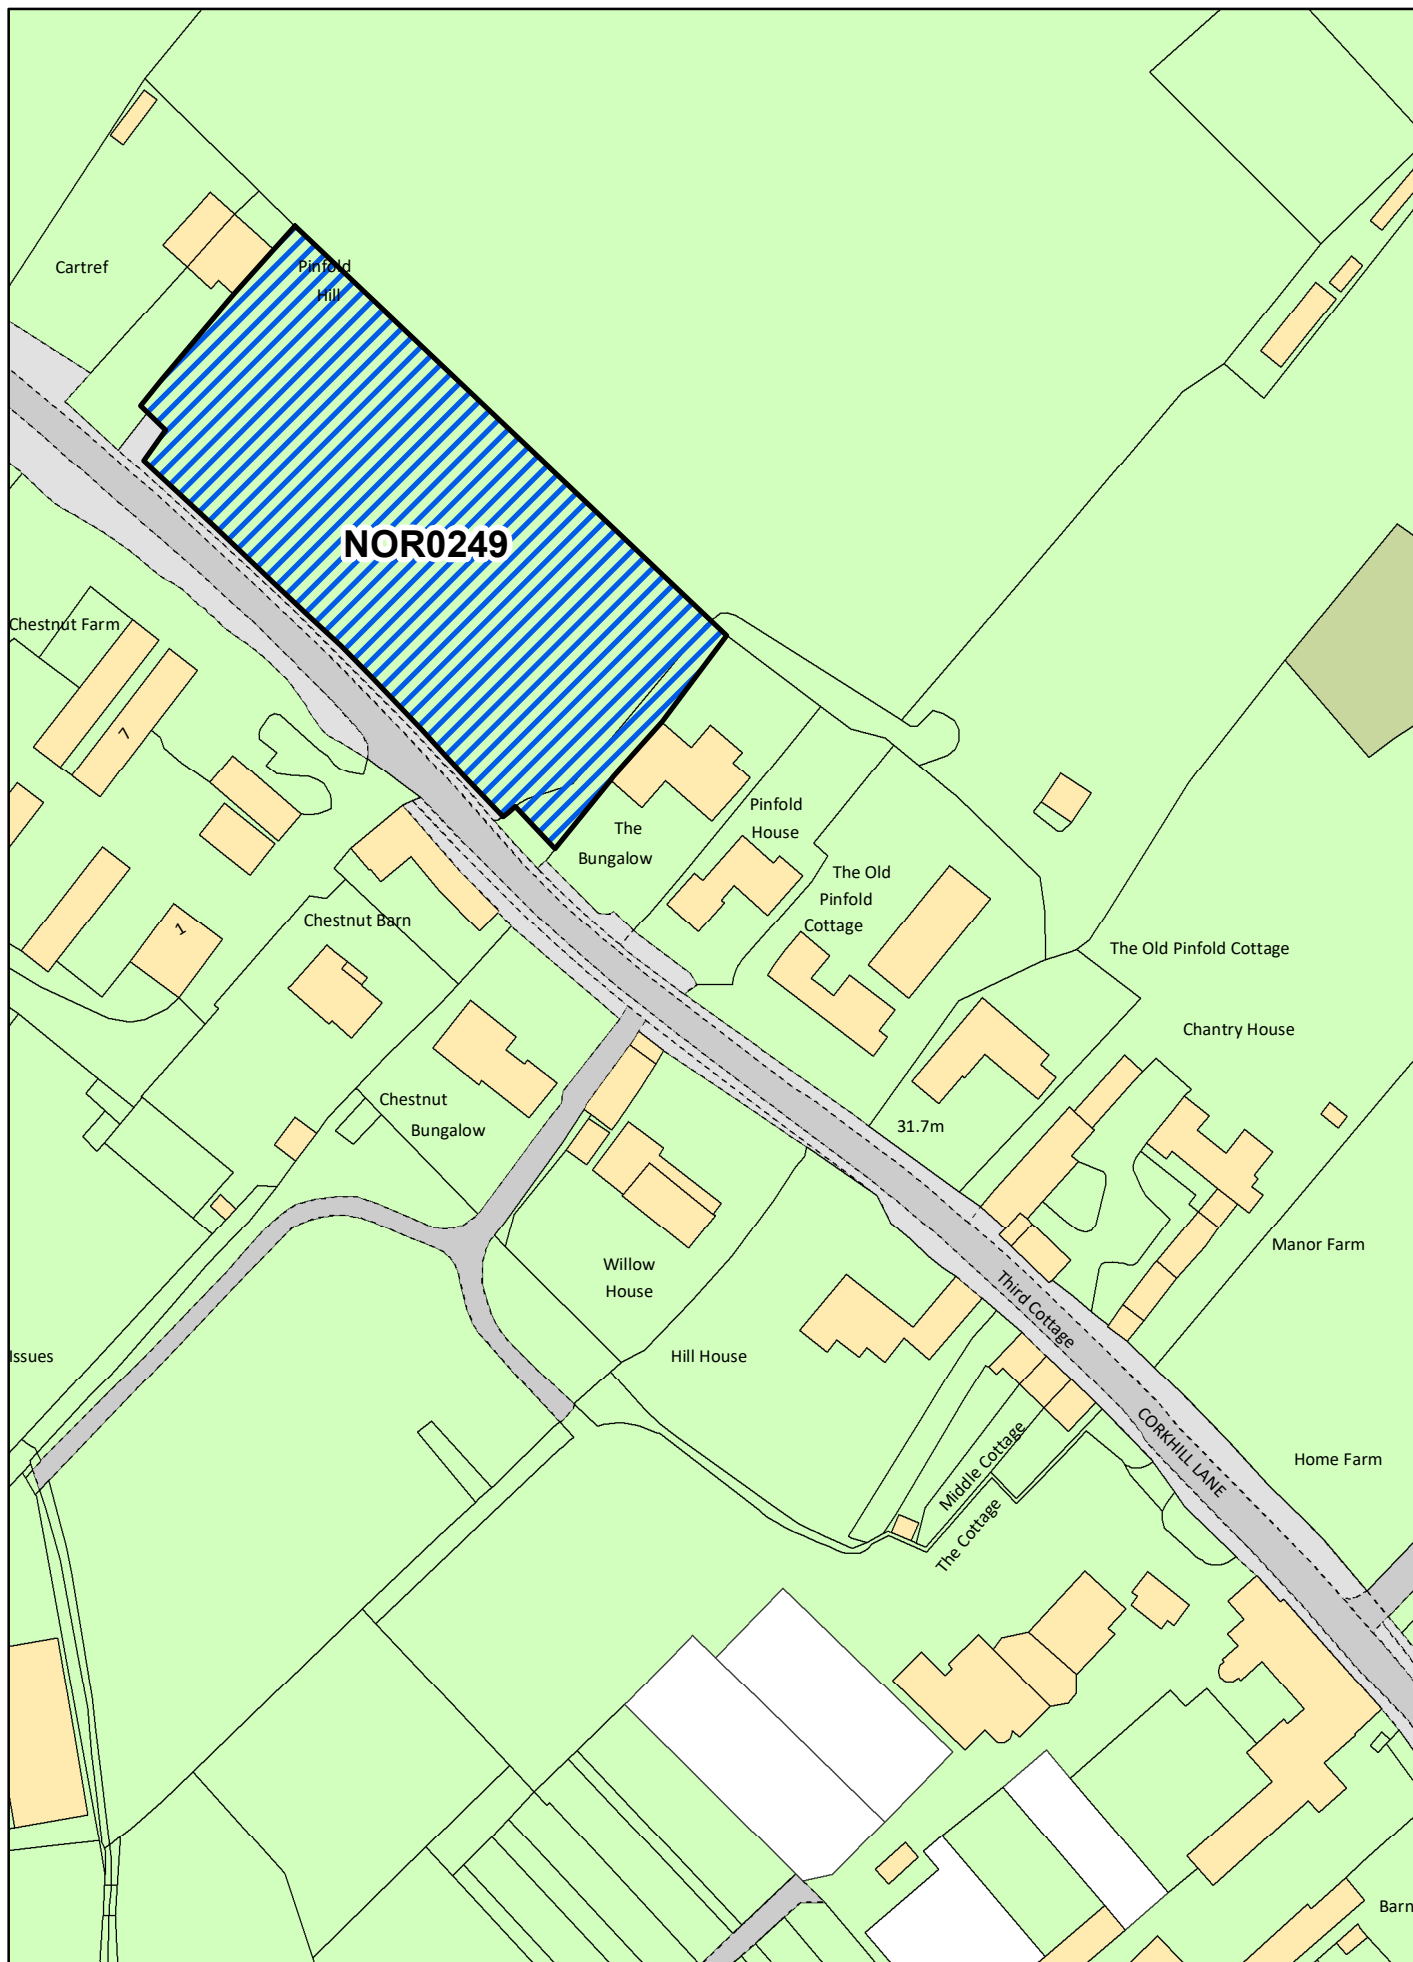 Cartref
Pinfold
Hill
NOR0249
Chestnut Farm
7
1
Chestnut Barn
The
Bungalow
Pinfold
House
The Old
Pinfold
Cottage
The Old Pinfold Cottage
Chantry House
Chestnut
Bungalow
31.7m
Willow
House
Manor Farm
Third Cottage
Issues
Hill House
CORKHILL LANE
Middle Cottage
The Cottage
Home Farm
Barn